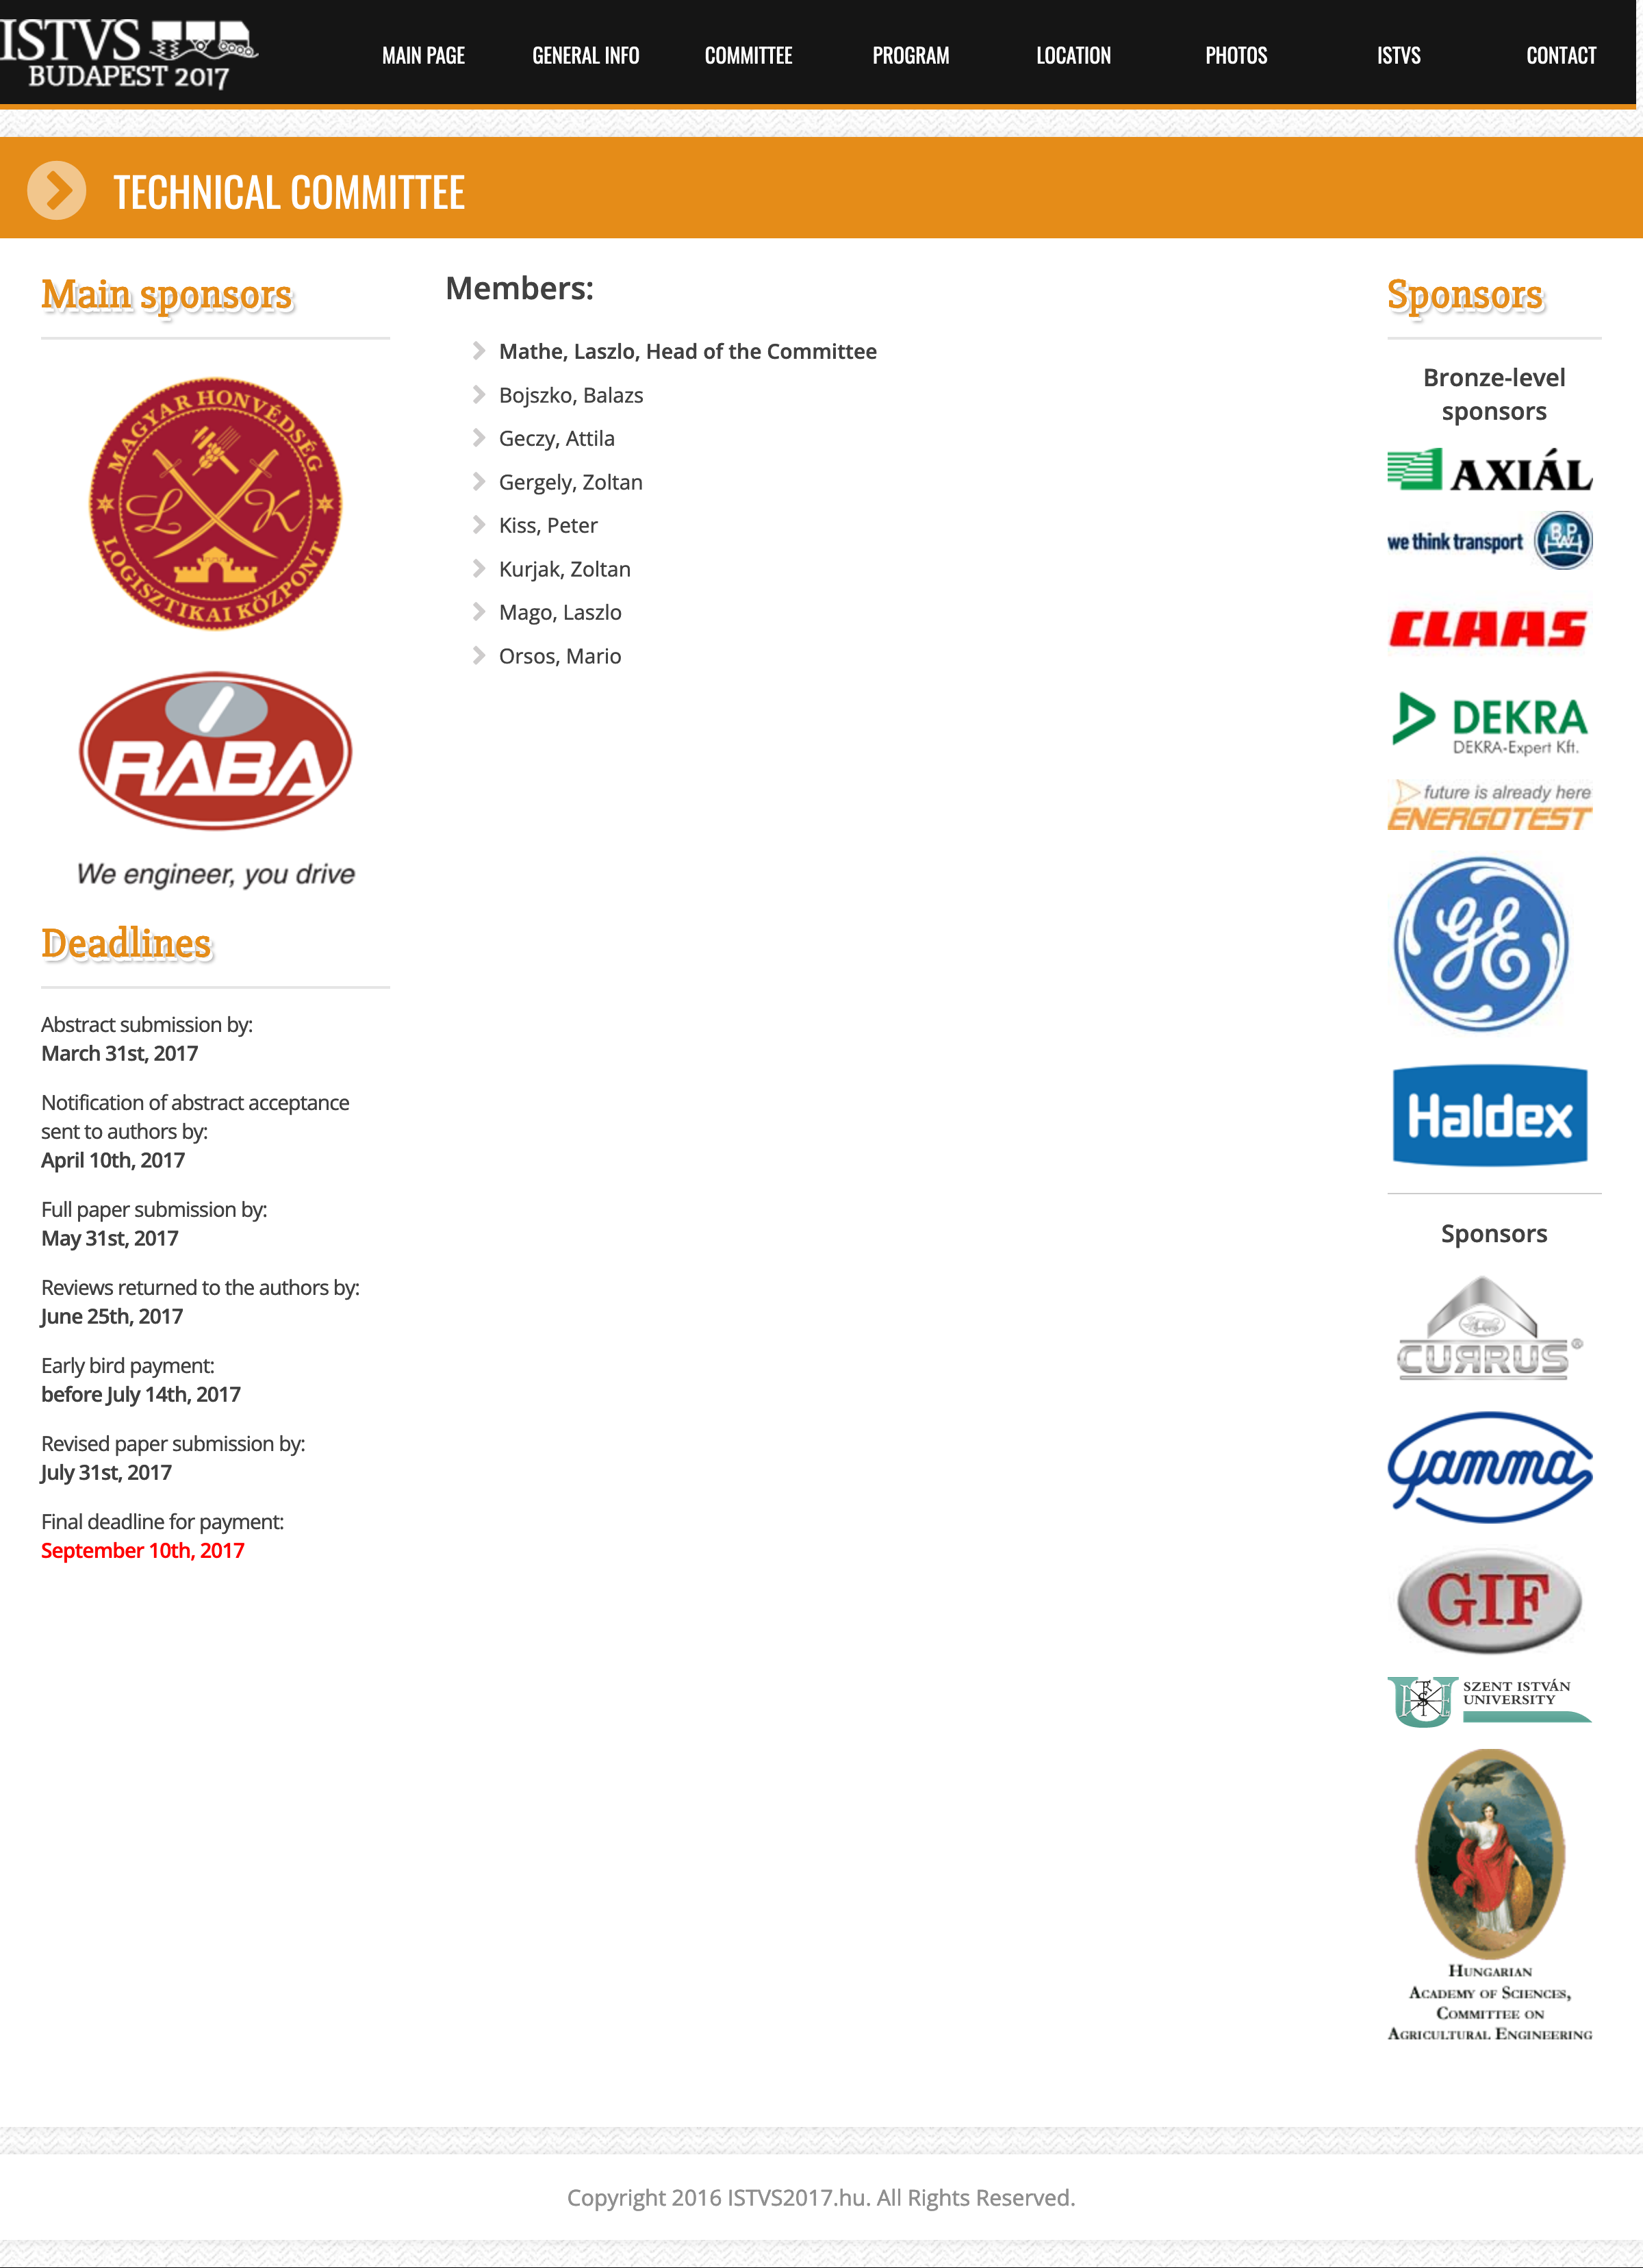 ISTVS
BUDAPEST 2017
MAIN PAGE
GENERAL INFO
COMMITTEE
PROGRAM
LOCATION
PHOTOS
ISTVS
CONTACT
TECHNICAL COMMITTEE
Main sponsors
MAGYAR HONVÉDSÉG
L K
LOGISZTIKAI KÖZPONT
RABA
We engineer, you drive
Deadlines
Abstract submission by:
March 31st, 2017
Notification of abstract acceptance
sent to authors by:
April 10th, 2017
Full paper submission by:
May 31st, 2017
Reviews returned to the authors by:
June 25th, 2017
Early bird payment:
before July 14th, 2017
Revised paper submission by:
July 31st, 2017
Final deadline for payment:
September 10th, 2017
Members:
Mathe, Laszlo, Head of the Committee
Bojszko, Balazs
Geczy, Attila
Gergely, Zoltan
Kiss, Peter
Kurjak, Zoltan
Mago, Laszlo
Orsos, Mario
Sponsors
Bronze-level
sponsors
AXIÁL
we think transport BPW
CLAAS
DEKRA
DEKRA-Expert Kft.
future is already here
ENERGOTEST
GE
Haldex
Sponsors
CURRUS®
Gamma
GIF
SZENT ISTVÁN
UNIVERSITY
HUNGARIAN
ACADEMY OF SCIENCES,
COMMITTEE ON
AGRICULTURAL ENGINEERING
Copyright 2016 ISTVS2017.hu. All Rights Reserved.